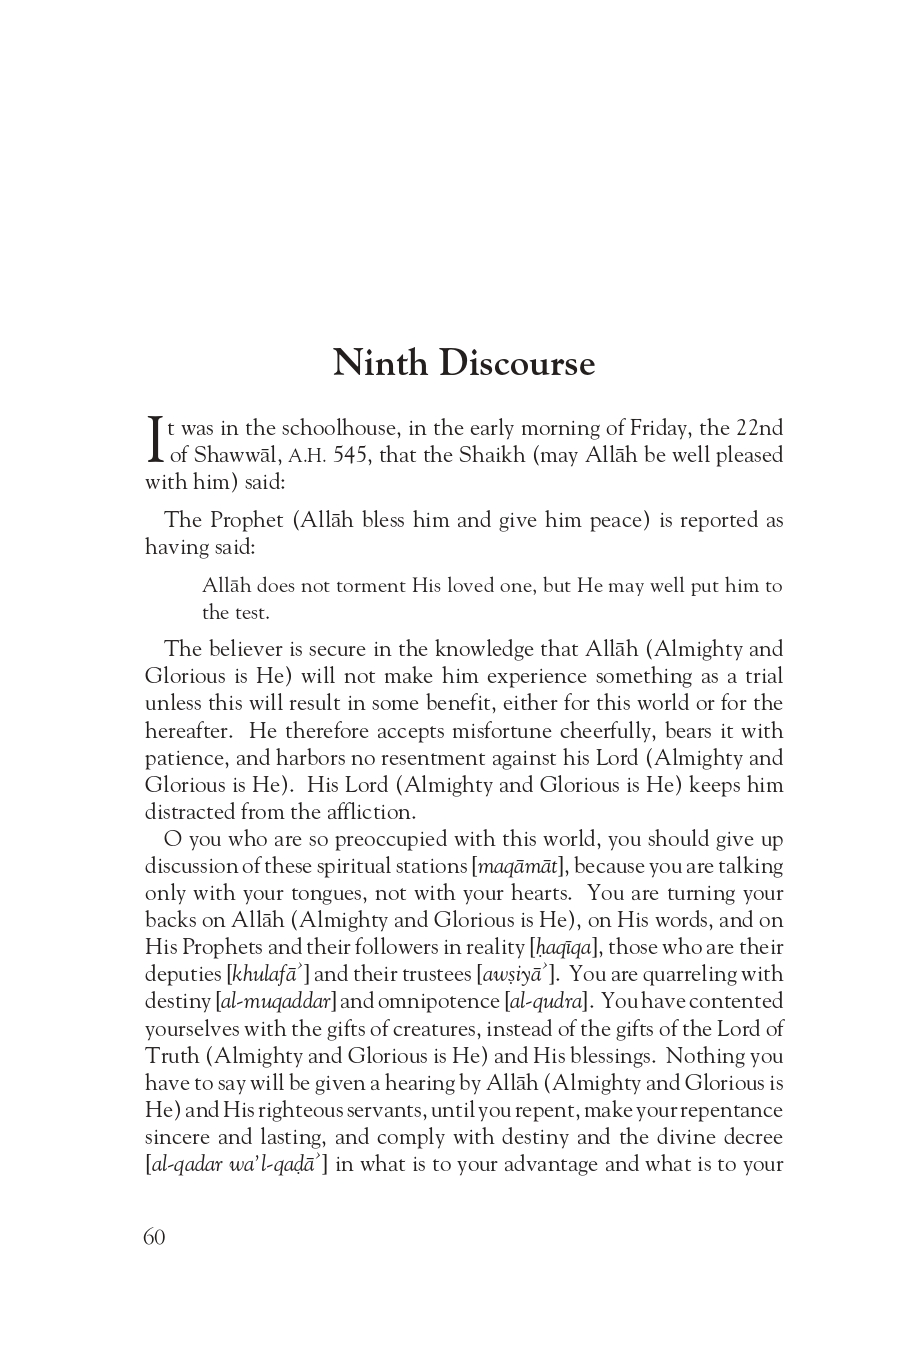 Ninth Discourse
It was in the schoolhouse, in the early morning of Friday, the 22nd
of Shawwāl, A.H. 545, that the Shaikh (may Allāh be well pleased
with him) said:
The Prophet (Allāh bless him and give him peace) is reported as
having said:
Allāh does not torment His loved one, but He may well put him to
the test.
The believer is secure in the knowledge that Allāh (Almighty and
Glorious is He) will not make him experience something as a trial
unless this will result in some benefit, either for this world or for the
hereafter. He therefore accepts misfortune cheerfully, bears it with
patience, and harbors no resentment against his Lord (Almighty and
Glorious is He). His Lord (Almighty and Glorious is He) keeps him
distracted from the affliction.
O you who are so preoccupied with this world, you should give up
discussion of these spiritual stations [maqāmāt], because you are talking
only with your tongues, not with your hearts. You are turning your
backs on Allāh (Almighty and Glorious is He), on His words, and on
His Prophets and their followers in reality [ḥaqīqa], those who are their
deputies [khulafāʾ] and their trustees [awṣiyāʾ]. You are quarreling with
destiny [al-muqaddar] and omnipotence [al-qudra]. You have contented
yourselves with the gifts of creatures, instead of the gifts of the Lord of
Truth (Almighty and Glorious is He) and His blessings. Nothing you
have to say will be given a hearing by Allāh (Almighty and Glorious is
He) and His righteous servants, until you repent, make your repentance
sincere and lasting, and comply with destiny and the divine decree
[al-qadar wa’l-qaḍāʾ] in what is to your advantage and what is to your
60